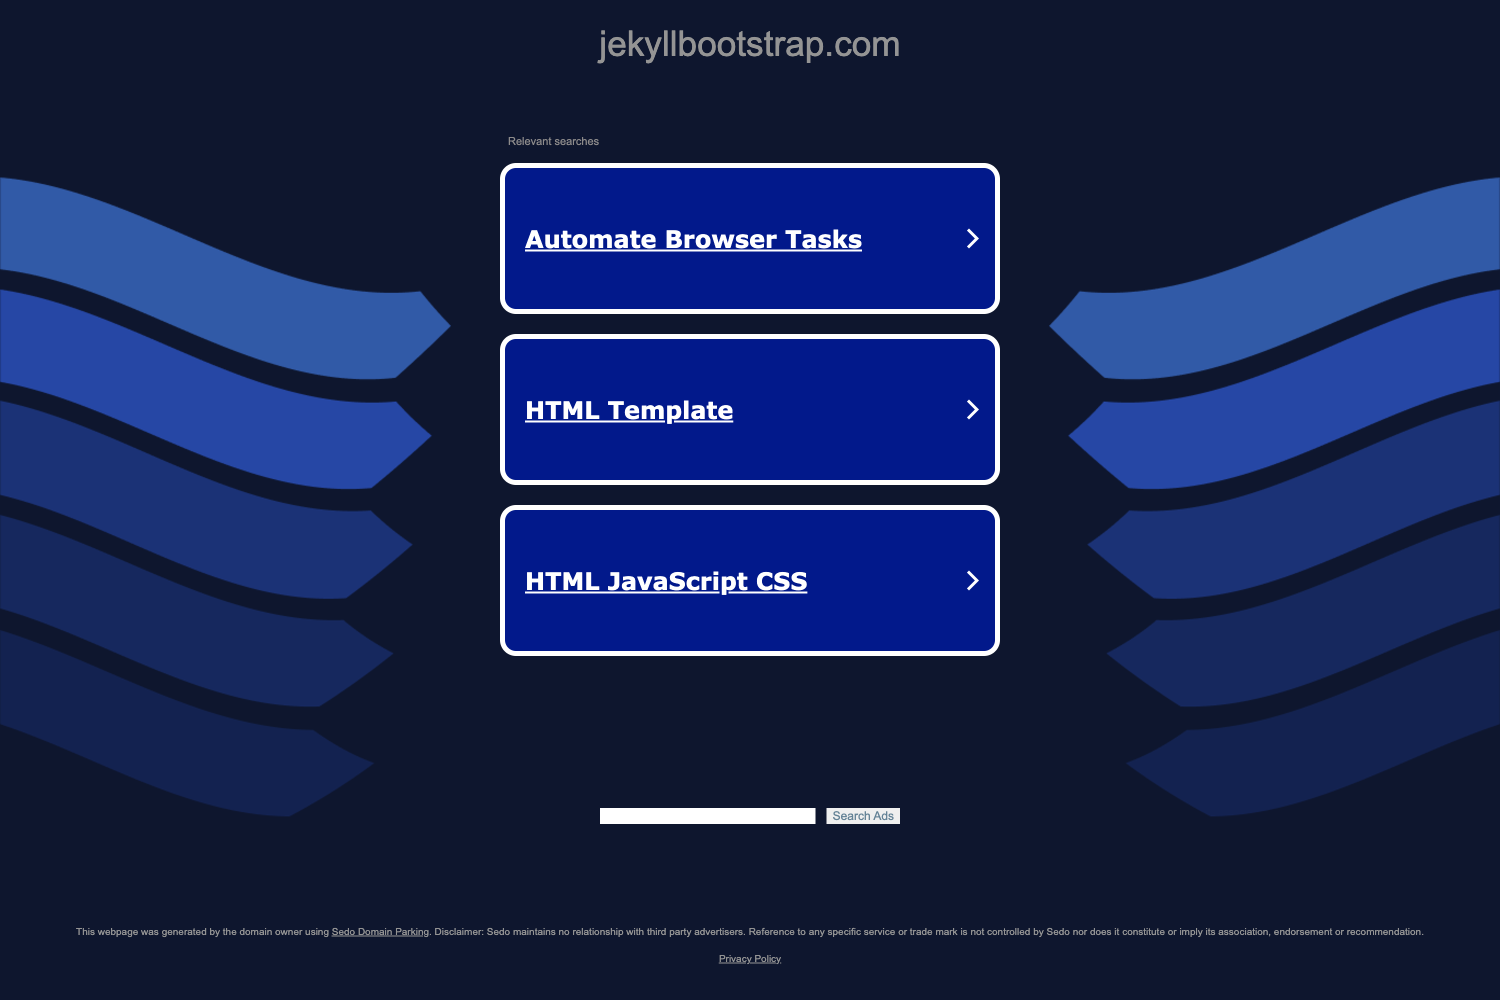 jekyllbootstrap.com
Relevant searches
Automate Browser Tasks
HTML Template
HTML JavaScript CSS
Search Ads
This webpage was generated by the domain owner using Sedo Domain Parking. Disclaimer: Sedo maintains no relationship with third party advertisers. Reference to any specific service or trade mark is not controlled by Sedo nor does it constitute or imply its association, endorsement or recommendation.
Privacy Policy